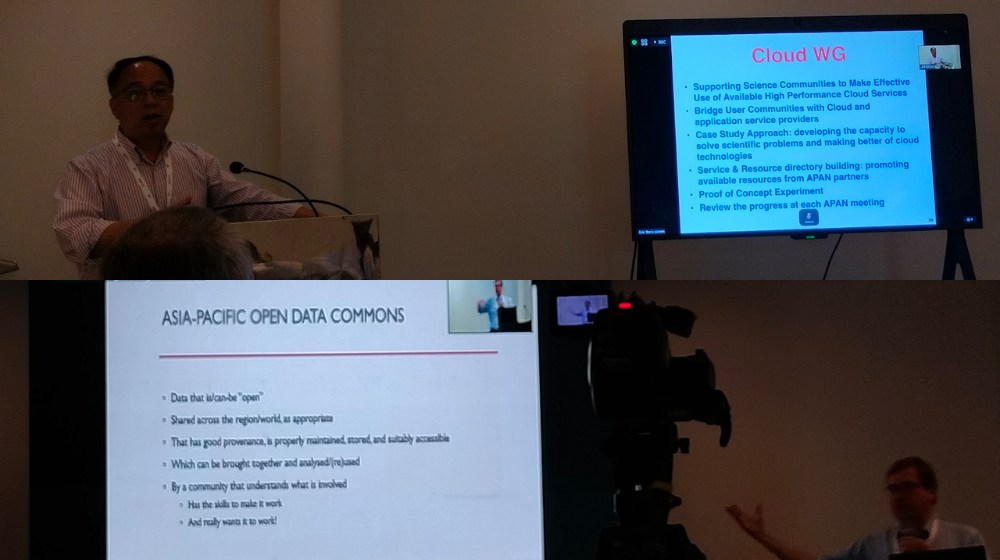 REC
Cloud WG
• Supporting Science Communities to Make Effective
Use of Available High Performance Cloud Services
• Bridge User Communities with Cloud and
application service providers
• Case Study Approach: developing the capacity to
solve scientific problems and making better of cloud
technologies
• Service & Resource directory building: promoting
available resources from APAN partners
• Proof of Concept Experiment
• Review the progress at each APAN meeting
ASIA-PACIFIC OPEN DATA COMMONS
◦ Data that is/can-be "open"
◦ Shared across the region/world, as appropriate
◦ That has good provenance, is properly maintained, stored, and suitably accessible
◦ Which can be brought together and analysed/(re)used
◦ By a community that understands what is involved
◦ Has the skills to make it work
◦ And really wants it to work!